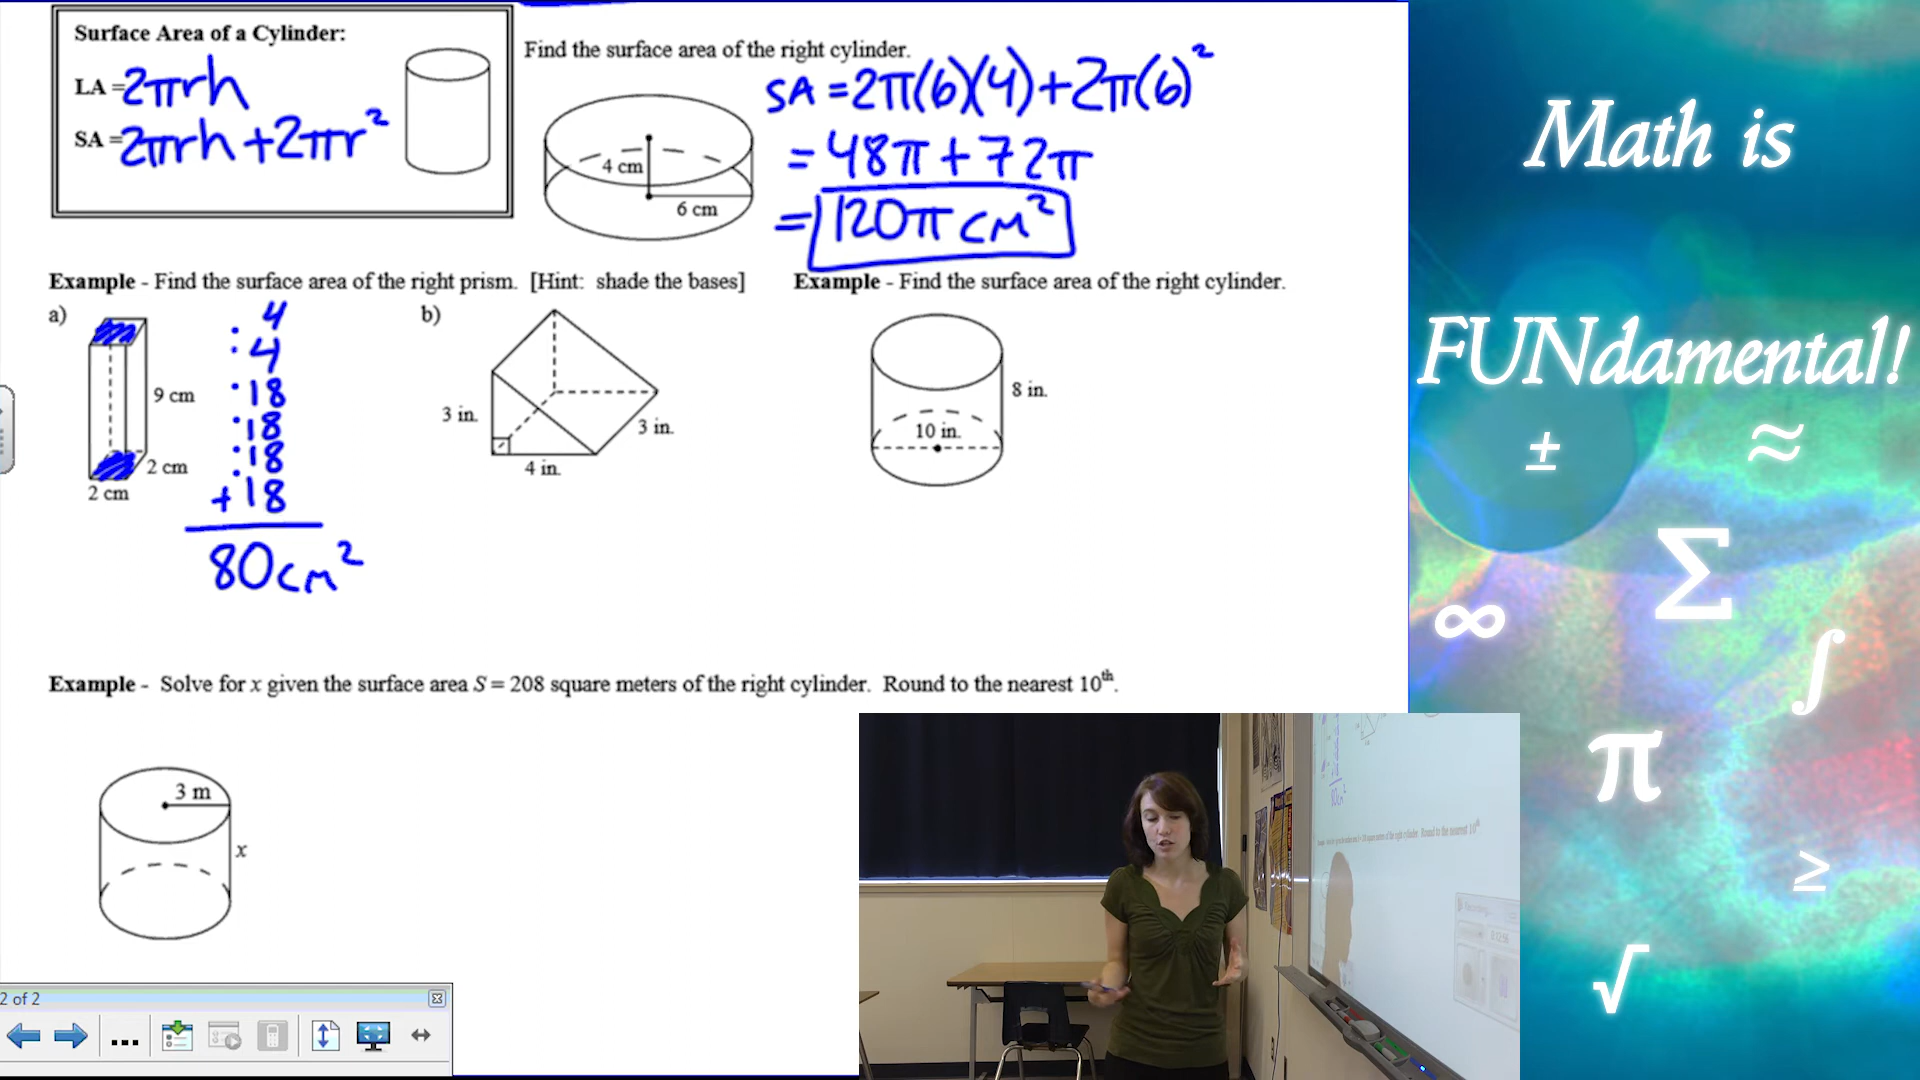 Surface Area of a Cylinder:
LA = 2πrh
SA = 2πrh + 2πr²
Find the surface area of the right cylinder.
4 cm
6 cm
SA = 2π(6)(4) + 2π(6)²
= 48π + 72π
= 120π cm²
Example - Find the surface area of the right prism. [Hint: shade the bases]
a)
9 cm
2 cm
2 cm
4
4
18
18
18
+ 18
80 cm²
b)
3 in.
3 in.
4 in.
Example - Find the surface area of the right cylinder.
8 in.
10 in.
Example - Solve for x given the surface area S = 208 square meters of the right cylinder. Round to the nearest 10th.
3 m
x
2 of 2
Math is
FUNdamental!
±
≈
Σ
∞
∫
π
≥
√